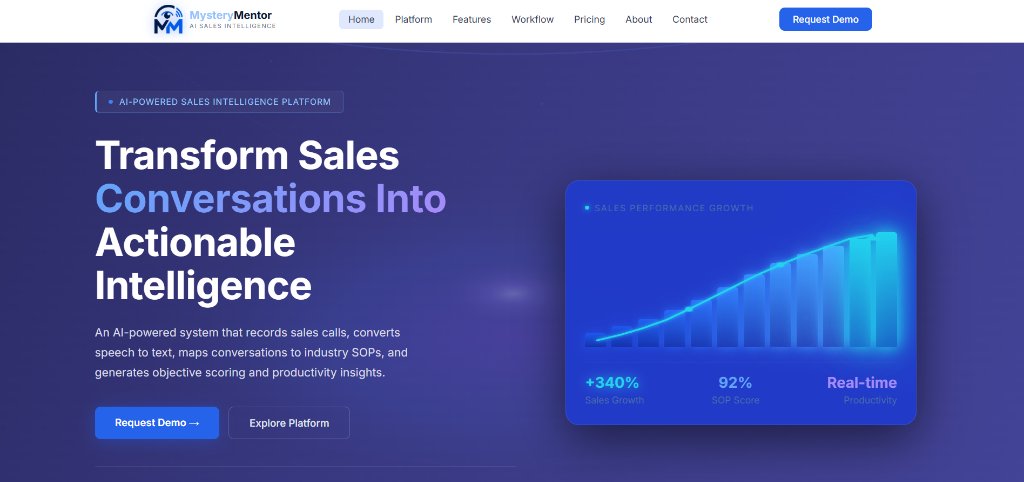 MysteryMentor
AI SALES INTELLIGENCE
Home
Platform
Features
Workflow
Pricing
About
Contact
Request Demo
AI-POWERED SALES INTELLIGENCE PLATFORM
Transform Sales
Conversations Into
Actionable
Intelligence
An AI-powered system that records sales calls, converts
speech to text, maps conversations to industry SOPs, and
generates objective scoring and productivity insights.
Request Demo →
Explore Platform
SALES PERFORMANCE GROWTH
+340%
Sales Growth
92%
SOP Score
Real-time
Productivity